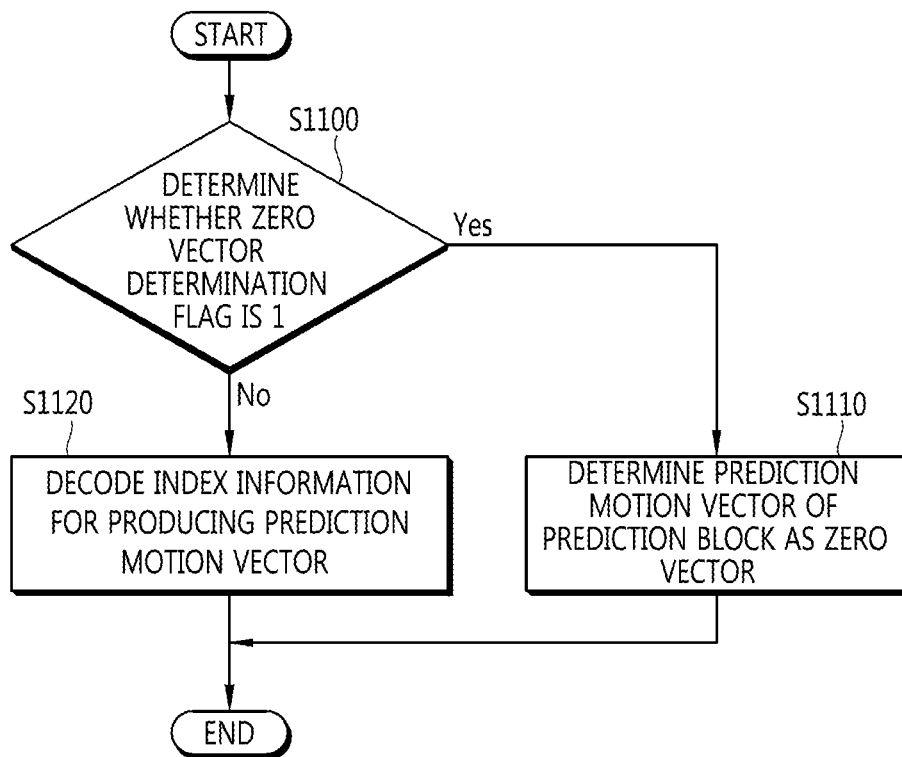 START
S1100
DETERMINE
WHETHER ZERO
VECTOR
DETERMINATION
FLAG IS 1
Yes
No
S1120
DECODE INDEX INFORMATION
FOR PRODUCING PREDICTION
MOTION VECTOR
S1110
DETERMINE PREDICTION
MOTION VECTOR OF
PREDICTION BLOCK AS ZERO
VECTOR
END